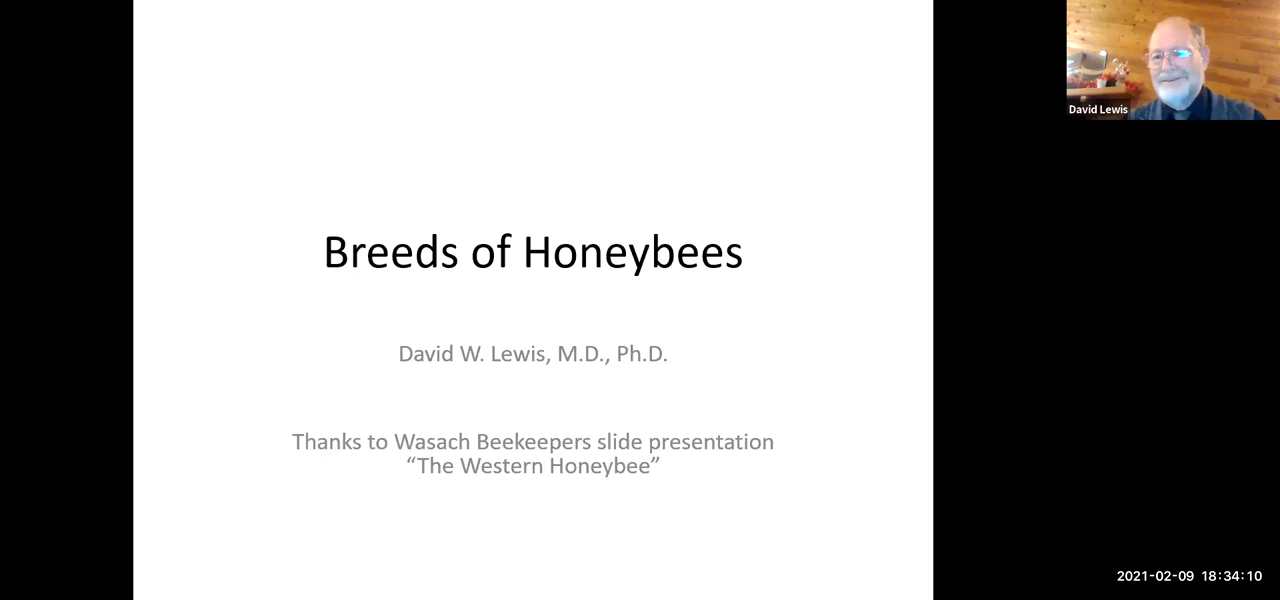 David Lewis
Breeds of Honeybees
David W. Lewis, M.D., Ph.D.
Thanks to Wasach Beekeepers slide presentation
“The Western Honeybee”
2021-02-09 18:34:10